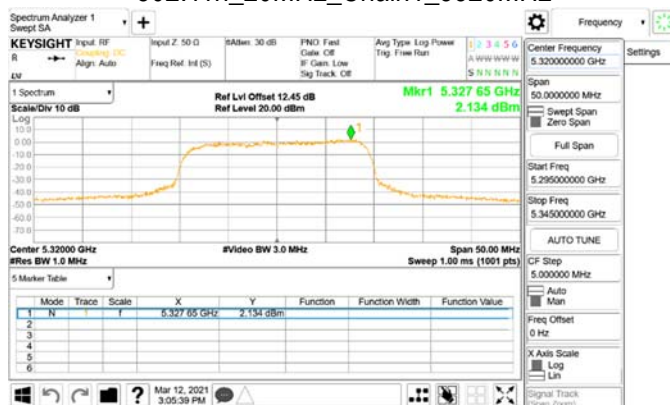 Spectrum Analyzer 1
Swept SA
Frequency
KEYSIGHT Input: RF
Input Z: 50 Ω
#Atten: 30 dB
PNO: Fast
Avg Type: Log-Power
1 2 3 4 5 6
R
Coupling: DC
Gate: Off
Trig: Free Run
A WW WW W
Align: Auto
Freq Ref: Int (S)
IF Gain: Low
Sig Track: Off
S N N N N N
LM
Settings
Center Frequency
5.320000000 GHz
Span
50.0000000 MHz
Swept Span
Zero Span
Full Span
Start Freq
5.295000000 GHz
Stop Freq
5.345000000 GHz
AUTO TUNE
CF Step
5.000000 MHz
Auto
Man
Freq Offset
0 Hz
X Axis Scale
Log
Lin
Signal Track
(Span Zoom)
1 Spectrum
Ref Lvl Offset 12.45 dB
Mkr1 5.327 65 GHz
Scale/Div 10 dB
Ref Level 20.00 dBm
2.134 dBm
Log
10.0
0.00
-10.0
-20.0
-30.0
-40.0
-50.0
-60.0
-70.0
1
Center 5.32000 GHz
#Video BW 3.0 MHz
Span 50.00 MHz
#Res BW 1.0 MHz
Sweep 1.00 ms (1001 pts)
5 Marker Table
Mode Trace Scale X Y Function Function Width Function Value
1 N 1 f 5.327 65 GHz 2.134 dBm
2
3
4
5
6
Mar 12, 2021
3:05:39 PM